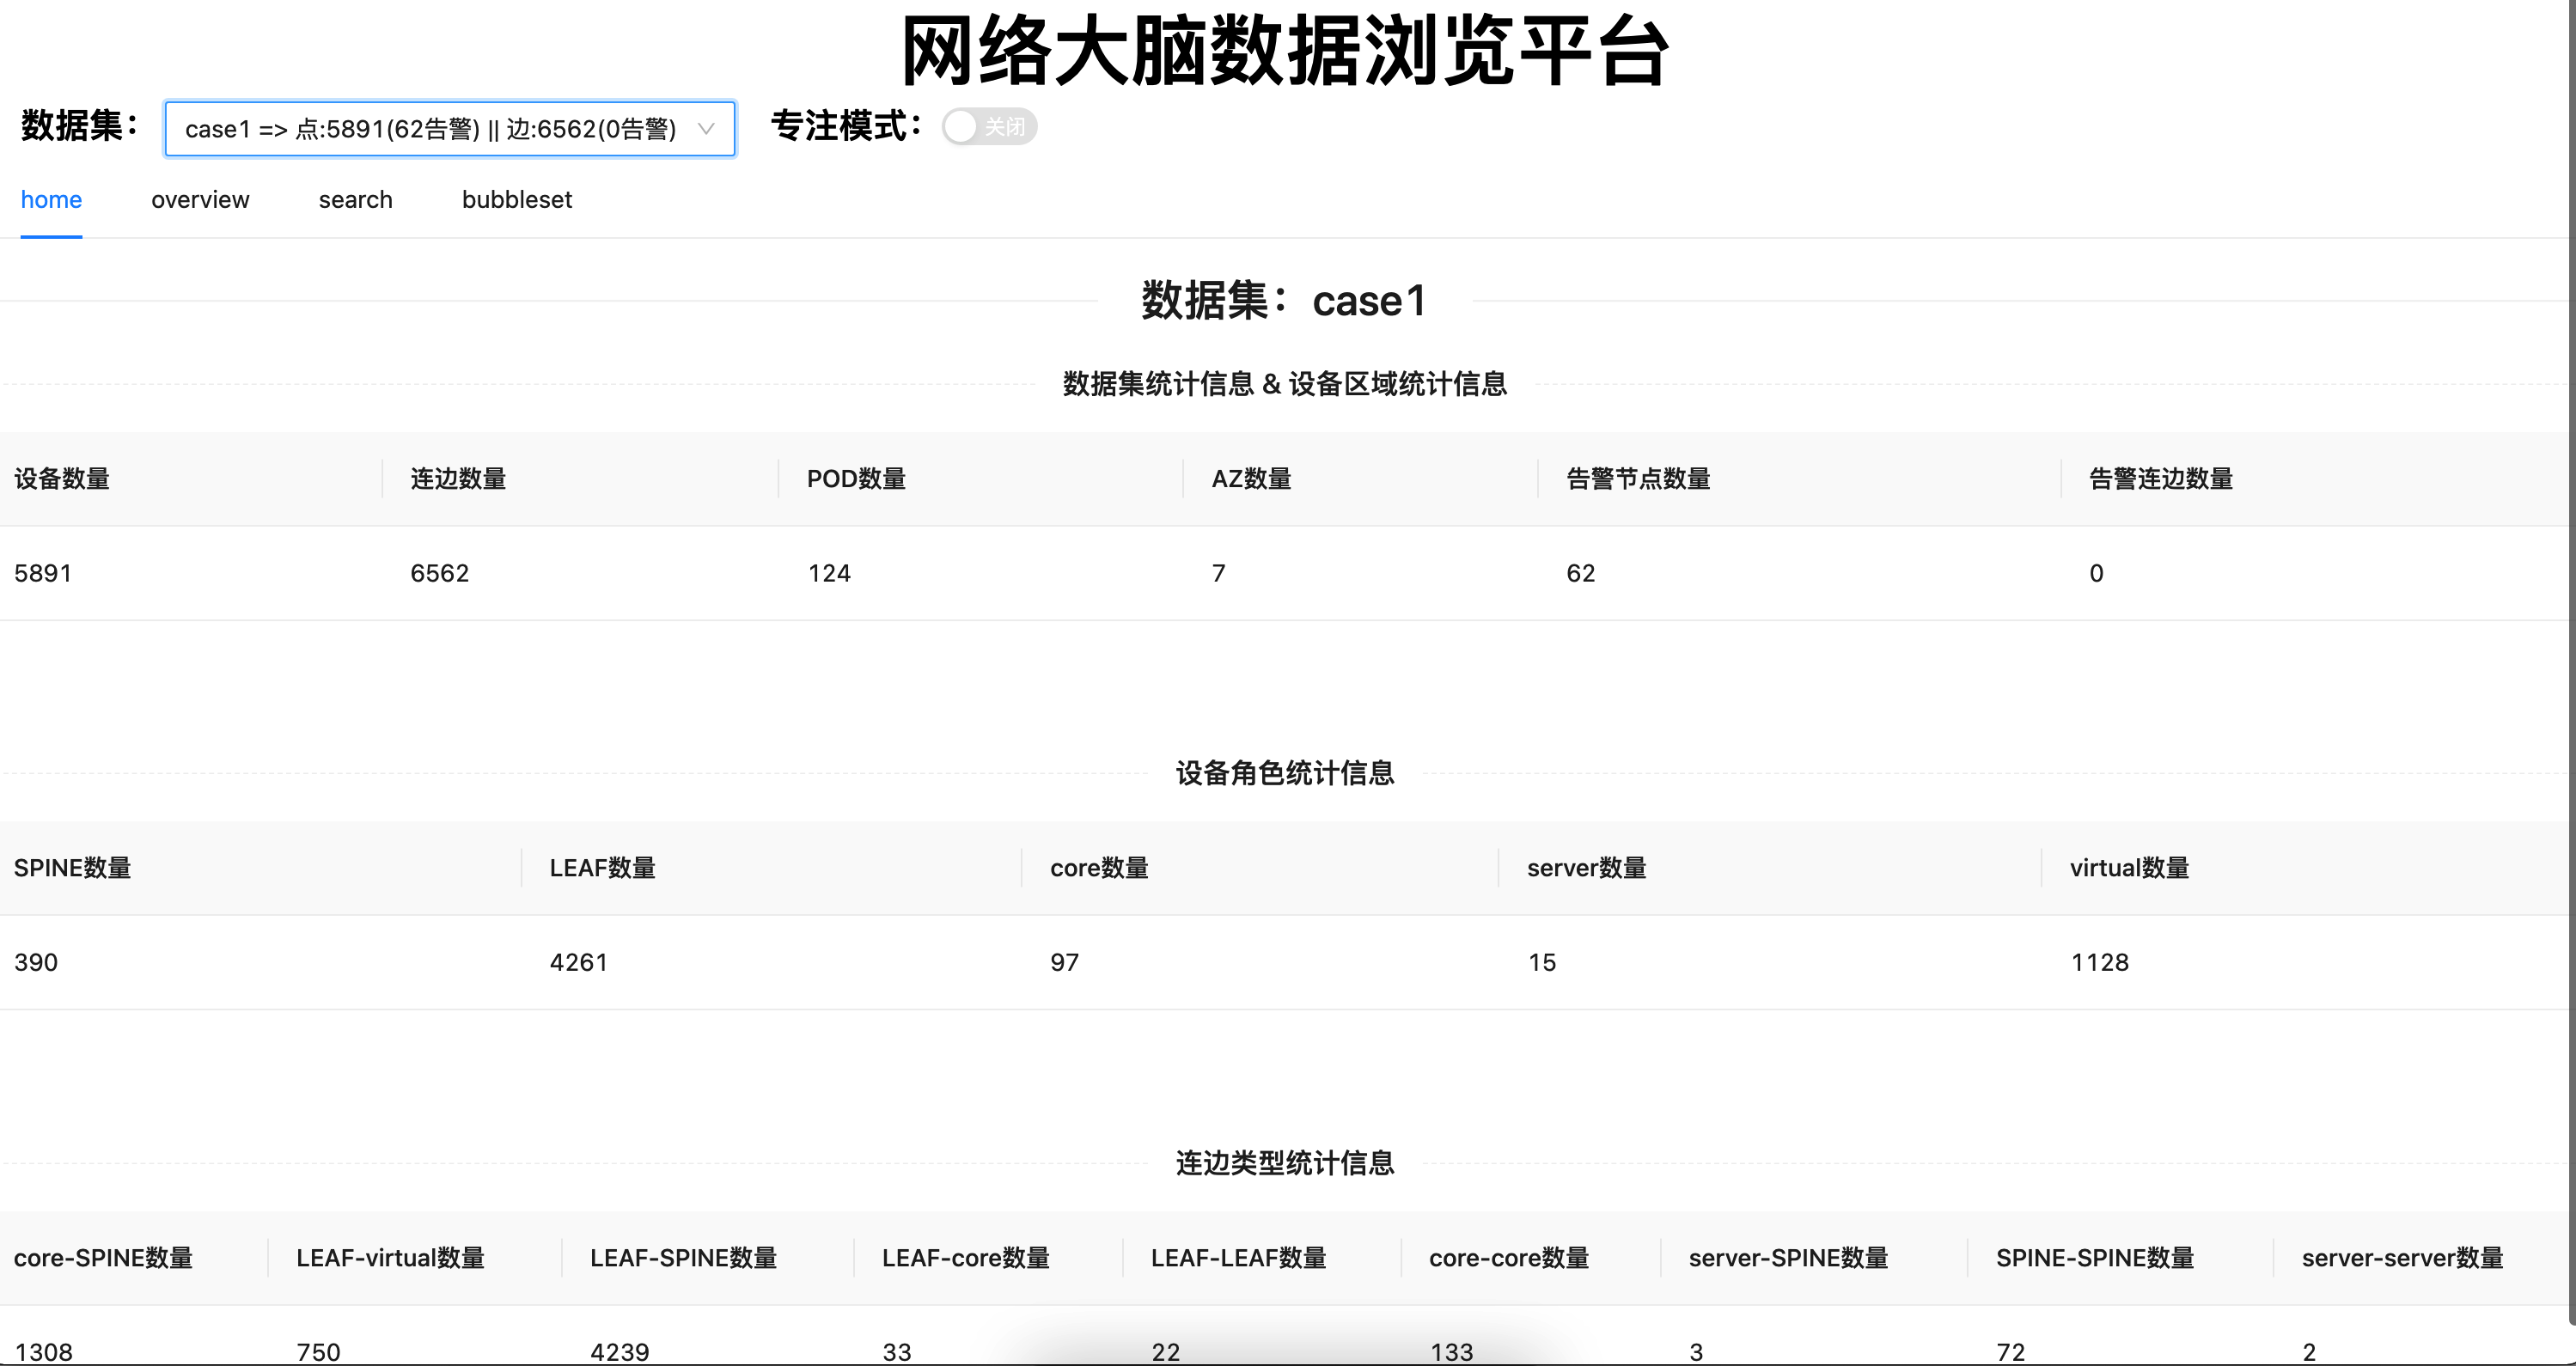 网络大脑数据浏览平台
数据集： case1 => 点:5891(62告警) || 边:6562(0告警) 专注模式： 关闭
home overview search bubbleset
数据集：case1
数据集统计信息 & 设备区域统计信息
设备数量 连边数量 POD数量 AZ数量 告警节点数量 告警连边数量
5891 6562 124 7 62 0
设备角色统计信息
SPINE数量 LEAF数量 core数量 server数量 virtual数量
390 4261 97 15 1128
连边类型统计信息
core-SPINE数量 LEAF-virtual数量 LEAF-SPINE数量 LEAF-core数量 LEAF-LEAF数量 core-core数量 server-SPINE数量 SPINE-SPINE数量 server-server数量
1308 750 4239 33 22 133 3 72 2